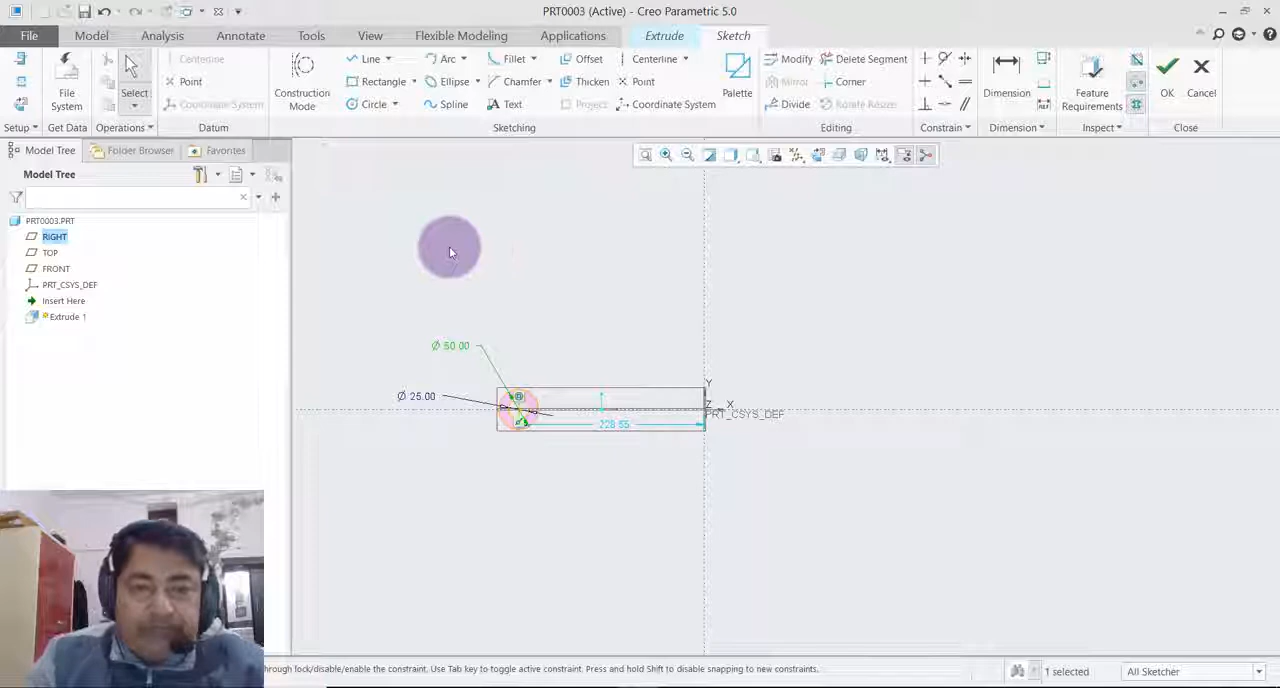 PRT0003 (Active) - Creo Parametric 5.0
File Model Analysis Annotate Tools View Flexible Modeling Applications Extrude Sketch
Centerline Line Arc Fillet Offset Centerline Modify Delete Segment
Point Rectangle Ellipse Chamfer Thicken Point Mirror Corner
Coordinate System Circle Spline Text Project Coordinate System Divide Rotate Resize
File System Select Construction Mode Palette Dimension Feature Requirements OK Cancel
Setup Get Data Operations Datum Sketching Editing Constrain Dimension Inspect Close
Model Tree Folder Browser Favorites
Model Tree
PRT0003.PRT
RIGHT
TOP
FRONT
PRT_CSYS_DEF
Insert Here
Extrude 1
Ø 50.00
Ø 25.00
228.55
Y
Z X
PRT_CSYS_DEF
through lock/disable/enable the constraint. Use Tab key to toggle active constraint. Press and hold Shift to disable snapping to new constraints.
1 selected
All Sketcher